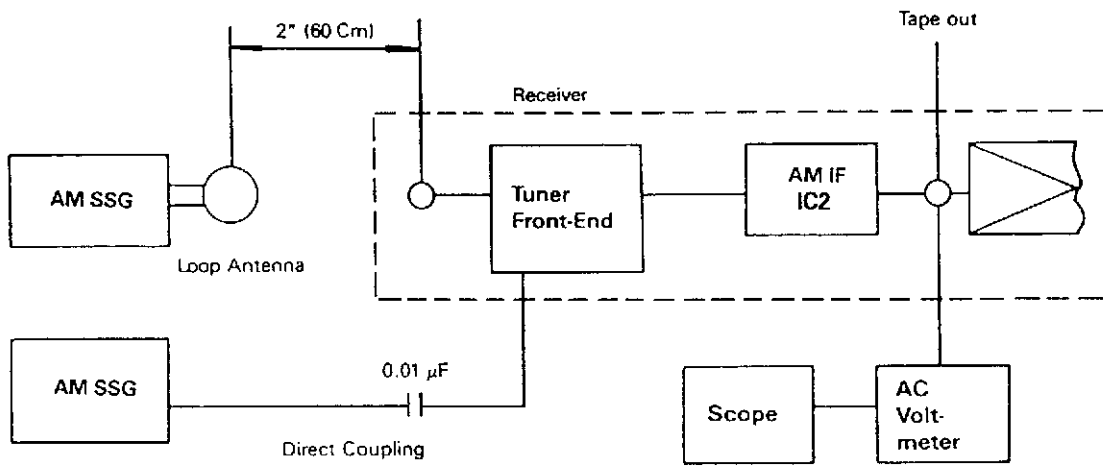 2" (60 Cm)
Tape out
Receiver
AM SSG
Tuner
Front-End
AM IF
IC2
Loop Antenna
AM SSG
0.01 μF
Direct Coupling
Scope
AC
Volt-
meter